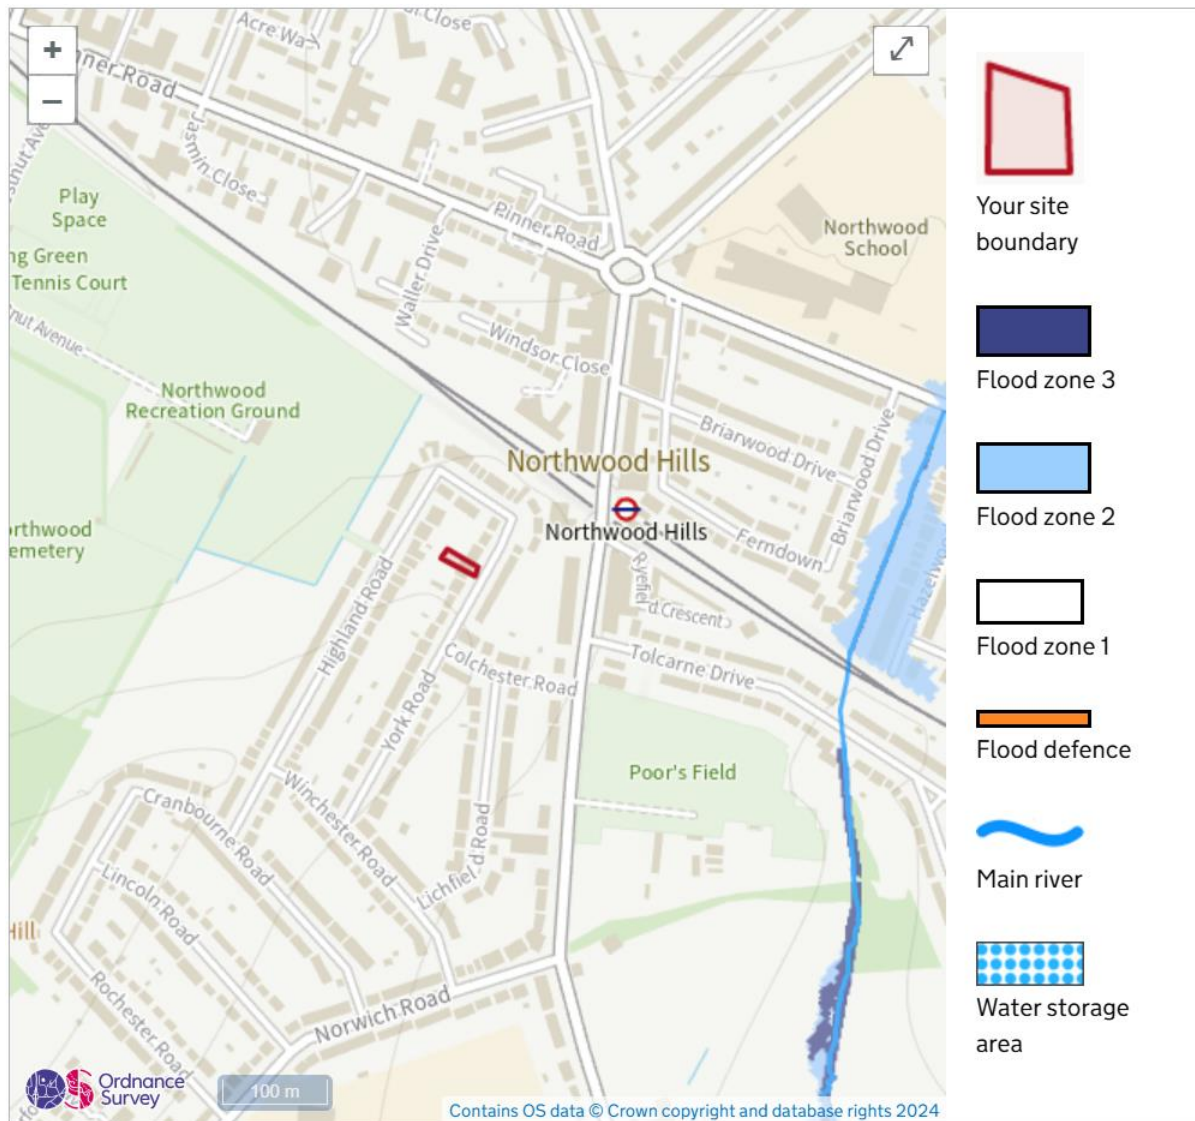 +
−
Acre Way
Close
Pinner Road
Jasmin Close
Play
Space
ng Green
Tennis Court
nut Avenue
Waller Drive
Pinner Road
Windsor Close
Northwood
School
Northwood
Recreation Ground
Northwood Hills
Northwood Hills
Briarwood Drive
Briarwood Drive
Ferndown
Ryefield Crescent
orthwood
emetery
Highland Road
Colchester Road
Tolcarne Drive
York Road
Poor's Field
Cranbourne Road
Winchester Road
Lichfield Road
Lincoln Road
Hill
Rochester Road
Norwich Road
Ordnance
Survey
100 m
Contains OS data © Crown copyright and database rights 2024
Your site
boundary
Flood zone 3
Flood zone 2
Flood zone 1
Flood defence
Main river
Water storage
area